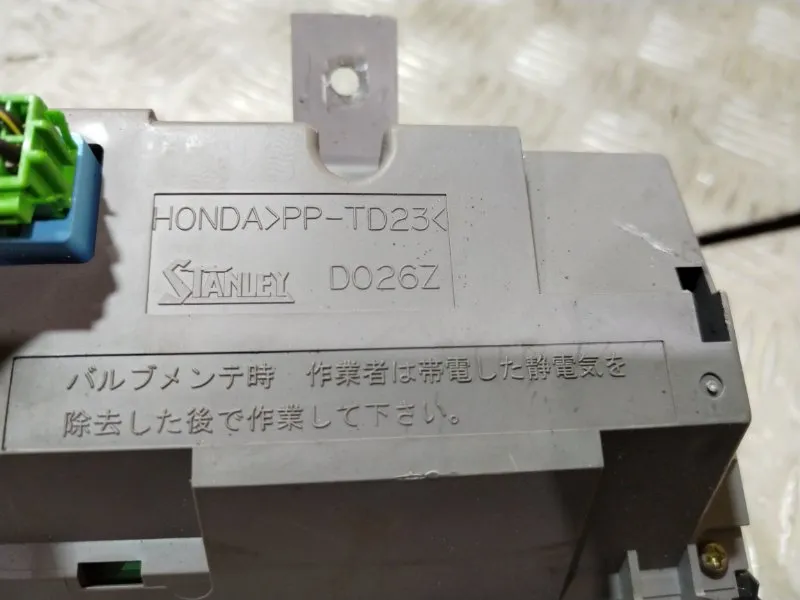 HONDA>PP-TD23<
STANLEY D026Z
バルブメンテ時 作業者は帯電した静電気を
除去した後で作業して下さい。